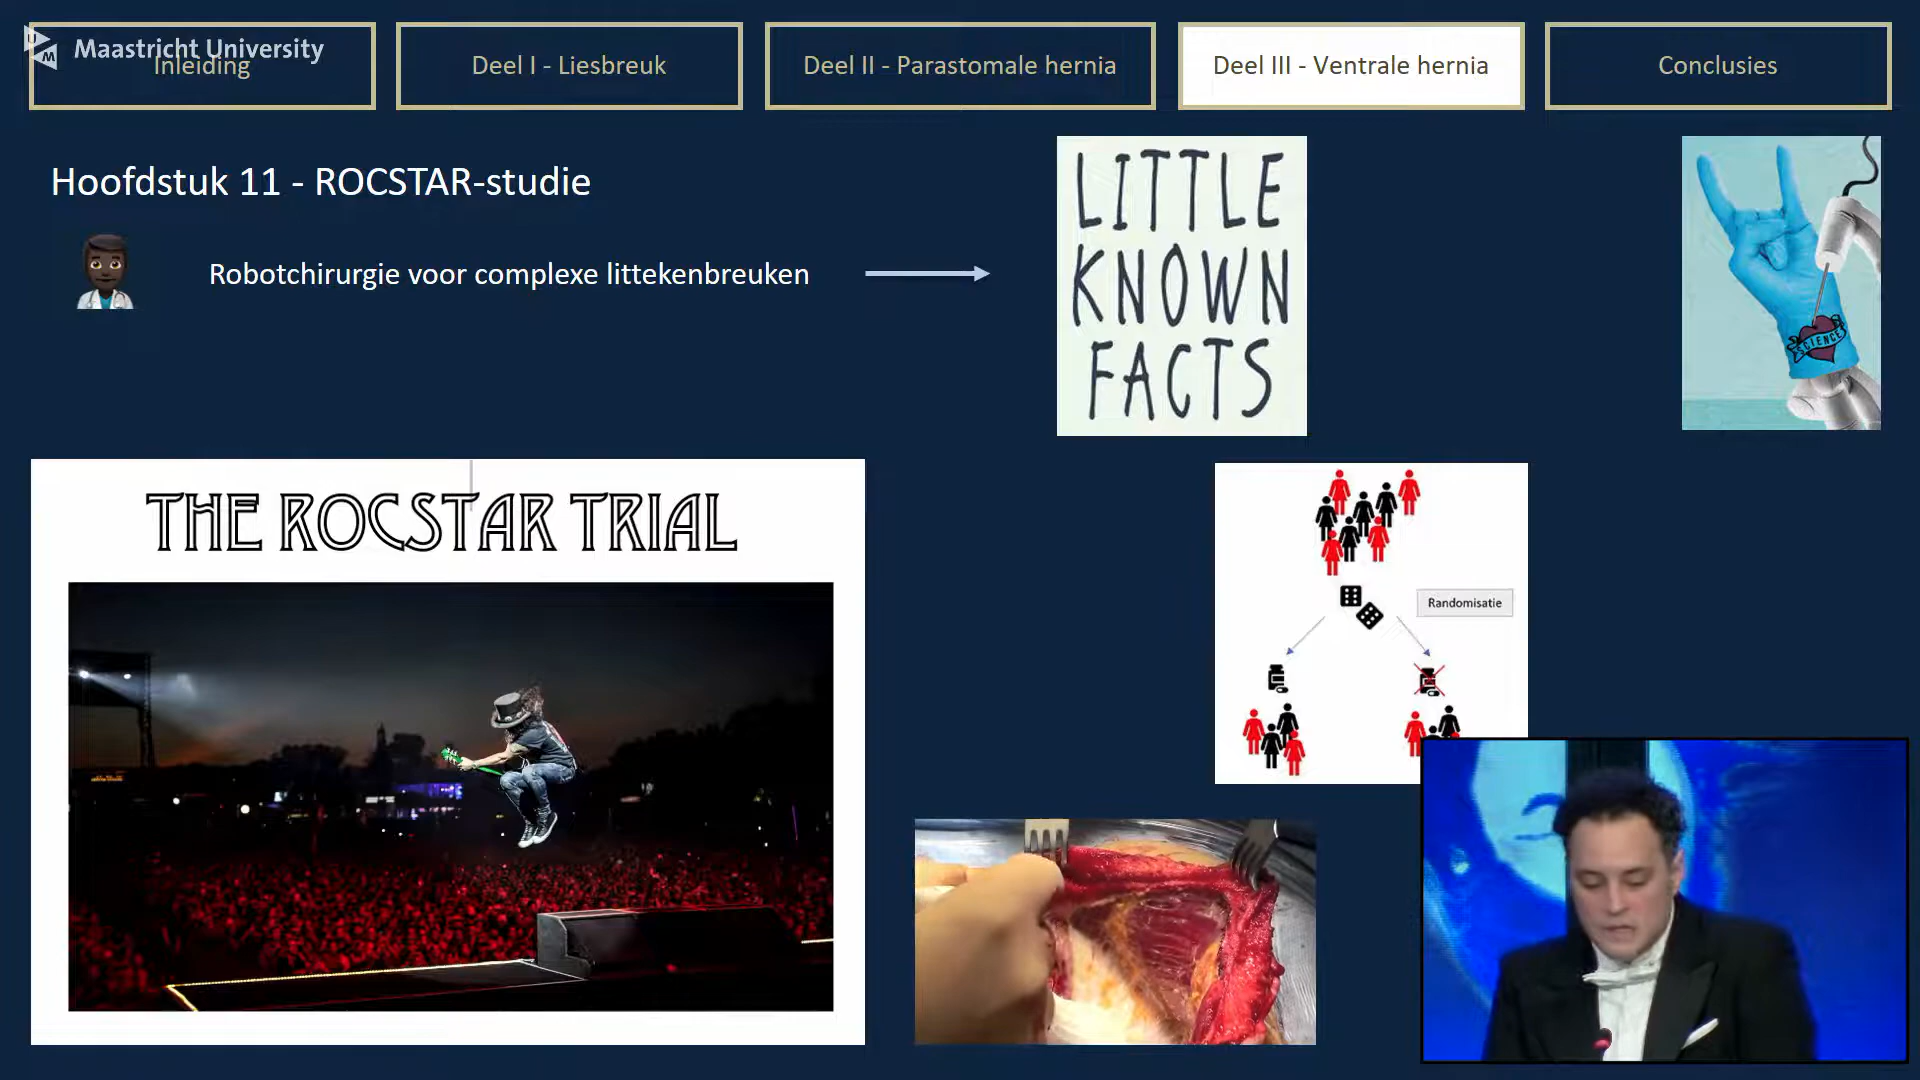 Maastricht University
Inleiding
Deel I - Liesbreuk
Deel II - Parastomale hernia
Deel III - Ventrale hernia
Conclusies
Hoofdstuk 11 - ROCSTAR-studie
Robotchirurgie voor complexe littekenbreuken
LITTLE
KNOWN
FACTS
SCIENCE
THE ROCSTAR TRIAL
Randomisatie